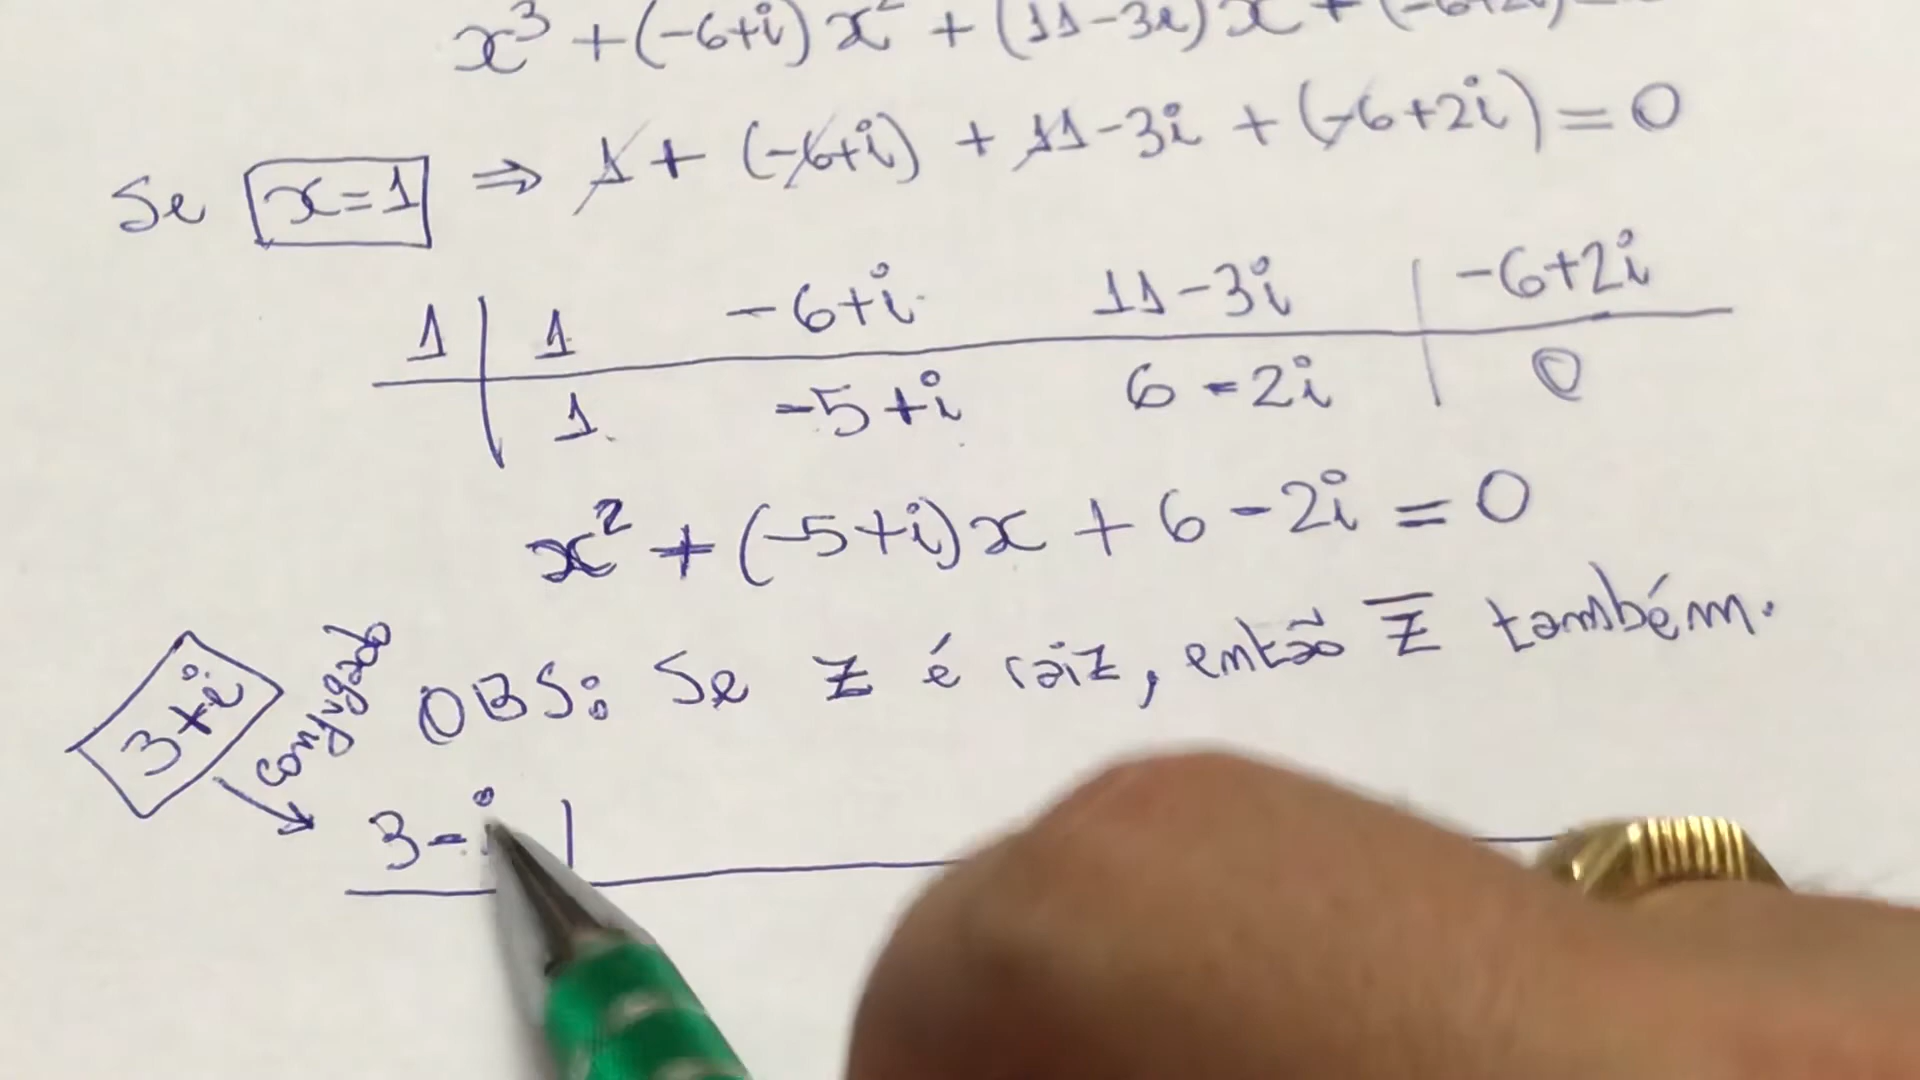 x³ + (-6+i) x² + (11-3i) x + (-6+2i)
Se x=1 ⇒ 1 + (-6+i) + 11-3i + (-6+2i) = 0
1 | 1 -6+i 11-3i | -6+2i
1 -5+i 6-2i | 0
x² + (-5+i)x + 6-2i = 0
OBS: Se z é raiz, então z̅ também.
3+i
conjugado
3-i